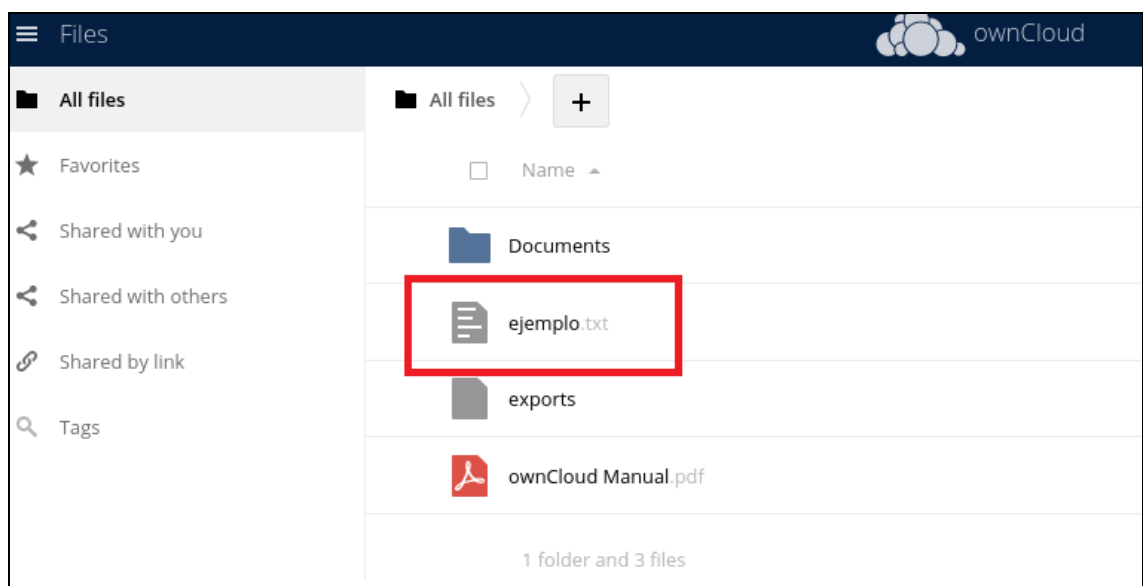 Files
ownCloud
All files
Favorites
Shared with you
Shared with others
Shared by link
Tags
All files
+
Name
Documents
ejemplo.txt
exports
ownCloud Manual.pdf
1 folder and 3 files